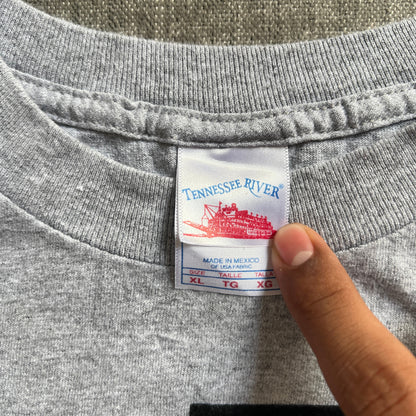 TENNESSEE RIVER®
MADE IN MEXICO
OF USA FABRIC
SIZE TAILLE TALLA
XL TG XG